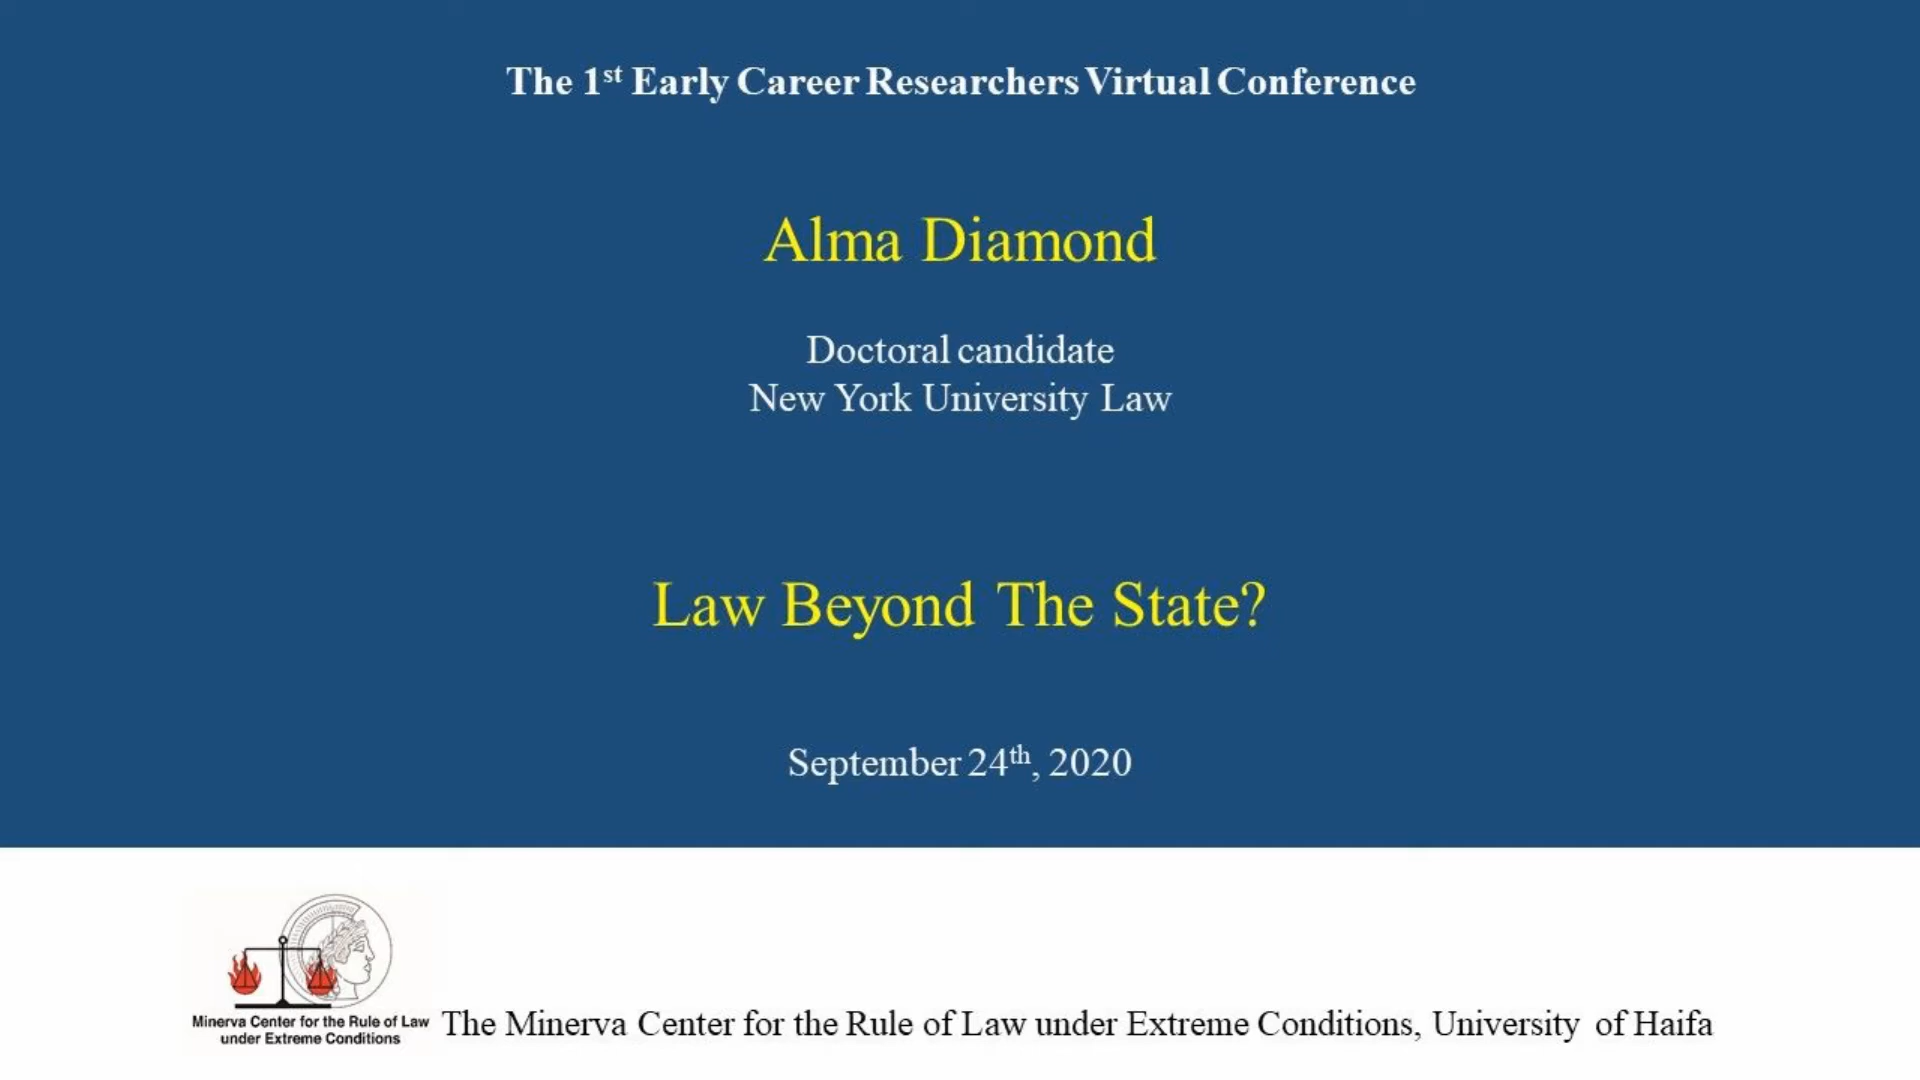 The 1st Early Career Researchers Virtual Conference
Alma Diamond
Doctoral candidate
New York University Law
Law Beyond The State?
September 24th, 2020
Minerva Center for the Rule of Law
under Extreme Conditions
The Minerva Center for the Rule of Law under Extreme Conditions, University of Haifa